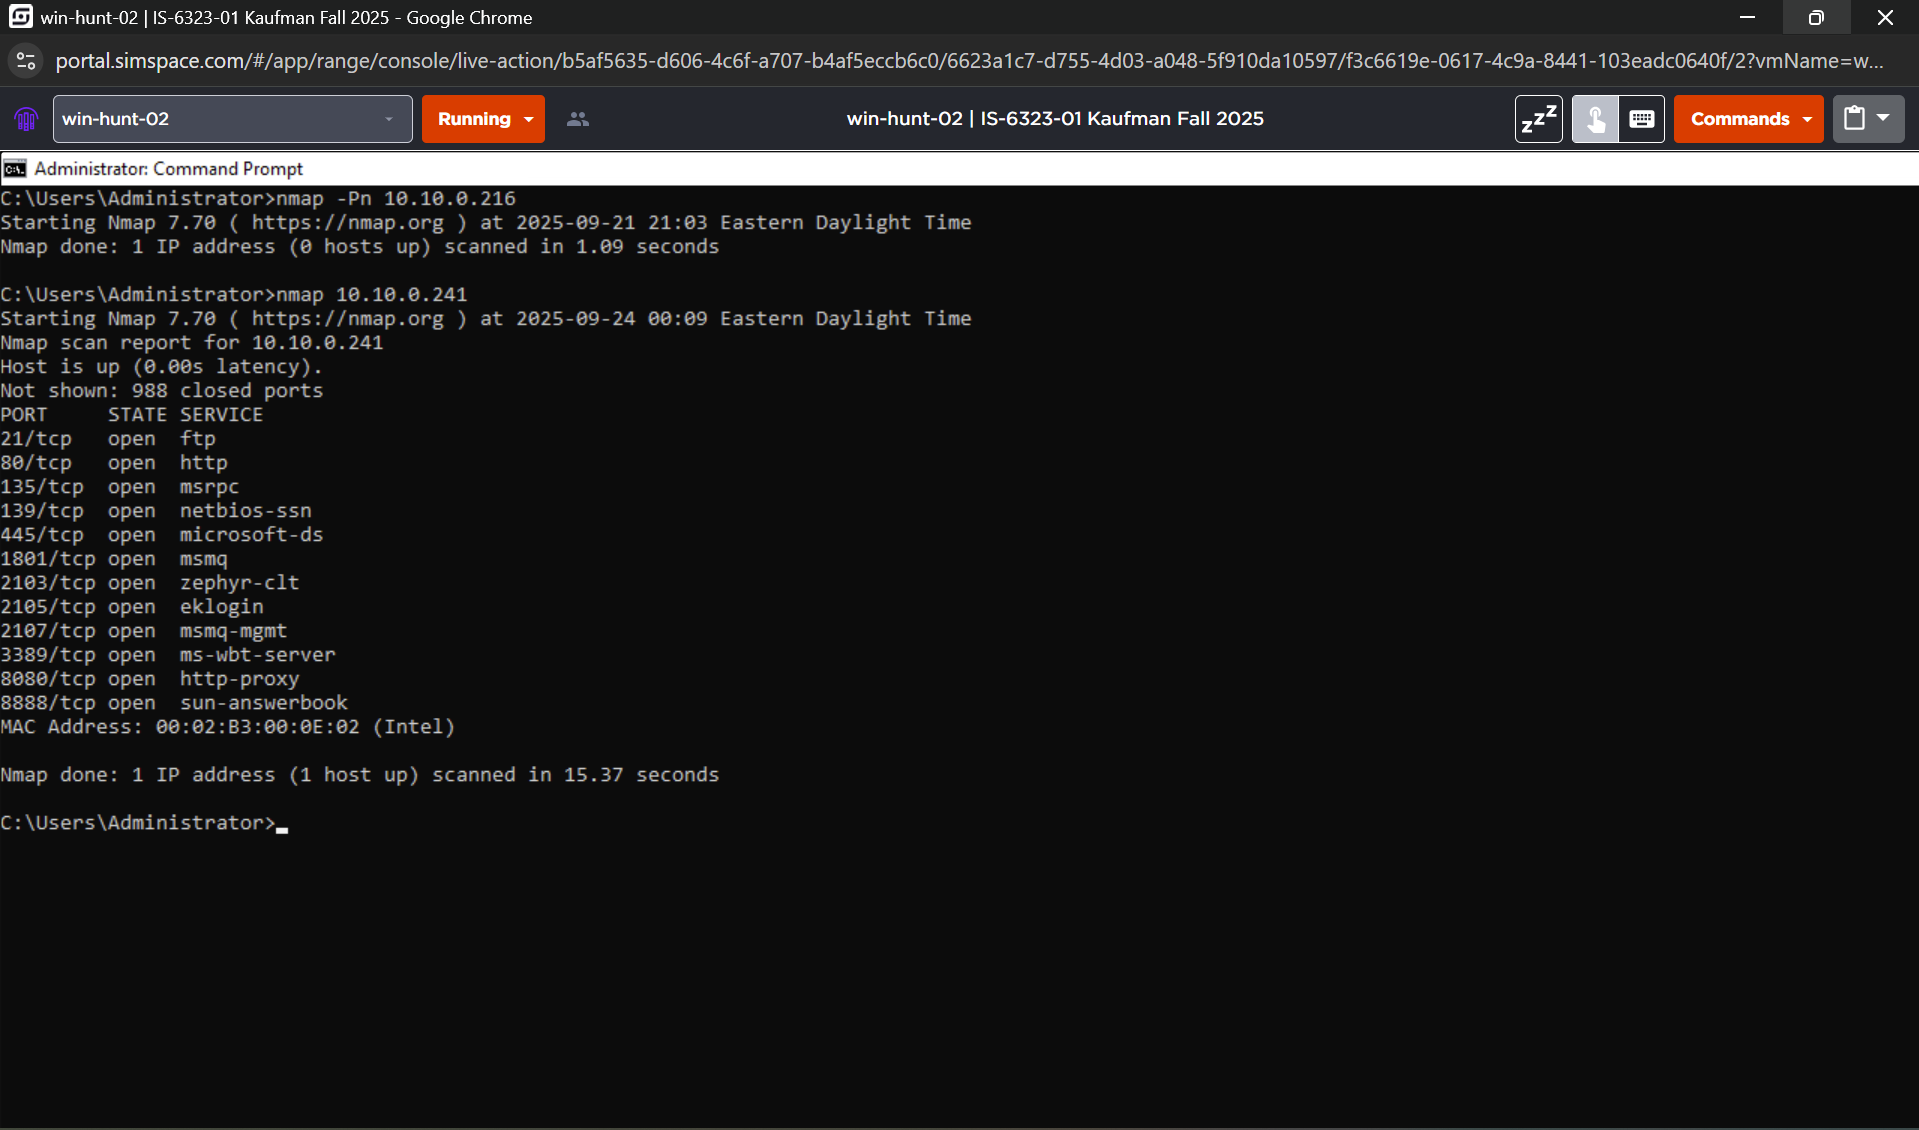 win-hunt-02 | IS-6323-01 Kaufman Fall 2025 - Google Chrome
portal.simspace.com/#/app/range/console/live-action/b5af5635-d606-4c6f-a707-b4af5eccb6c0/6623a1c7-d755-4d03-a048-5f910da10597/f3c6619e-0617-4c9a-8441-103eadc0640f/2?vmName=w...
win-hunt-02
Running
win-hunt-02 | IS-6323-01 Kaufman Fall 2025
zzZ
Commands
C:\. Administrator: Command Prompt
C:\Users\Administrator>nmap -Pn 10.10.0.216
Starting Nmap 7.70 ( https://nmap.org ) at 2025-09-21 21:03 Eastern Daylight Time
Nmap done: 1 IP address (0 hosts up) scanned in 1.09 seconds
C:\Users\Administrator>nmap 10.10.0.241
Starting Nmap 7.70 ( https://nmap.org ) at 2025-09-24 00:09 Eastern Daylight Time
Nmap scan report for 10.10.0.241
Host is up (0.00s latency).
Not shown: 988 closed ports
PORT     STATE SERVICE
21/tcp   open  ftp
80/tcp   open  http
135/tcp  open  msrpc
139/tcp  open  netbios-ssn
445/tcp  open  microsoft-ds
1801/tcp open  msmq
2103/tcp open  zephyr-clt
2105/tcp open  eklogin
2107/tcp open  msmq-mgmt
3389/tcp open  ms-wbt-server
8080/tcp open  http-proxy
8888/tcp open  sun-answerbook
MAC Address: 00:02:B3:00:0E:02 (Intel)
Nmap done: 1 IP address (1 host up) scanned in 15.37 seconds
C:\Users\Administrator>